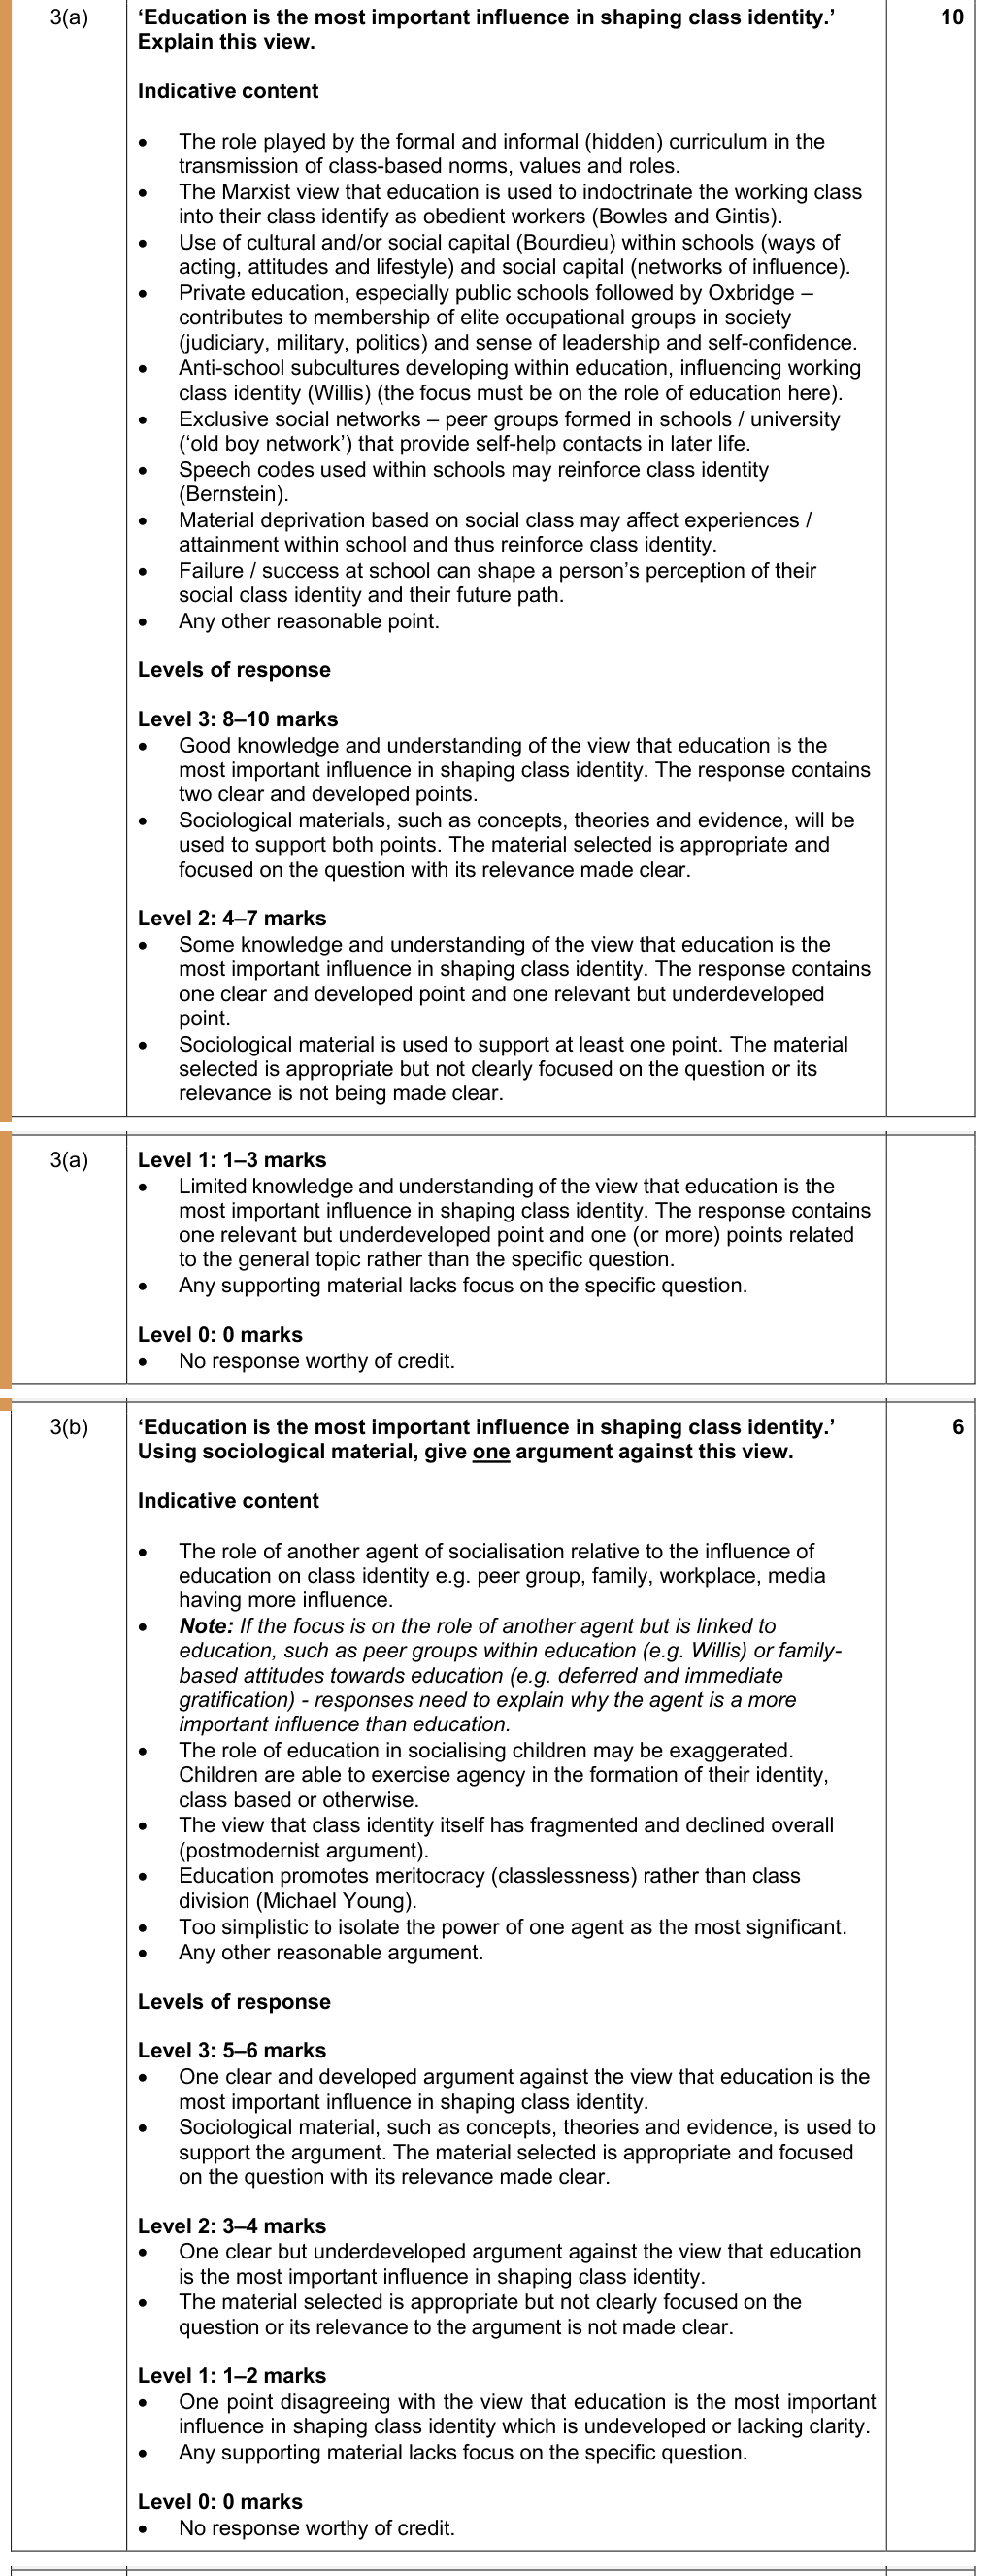 3(a)
‘Education is the most important influence in shaping class identity.’
Explain this view.
10
Indicative content
• The role played by the formal and informal (hidden) curriculum in the
transmission of class-based norms, values and roles.
• The Marxist view that education is used to indoctrinate the working class
into their class identify as obedient workers (Bowles and Gintis).
• Use of cultural and/or social capital (Bourdieu) within schools (ways of
acting, attitudes and lifestyle) and social capital (networks of influence).
• Private education, especially public schools followed by Oxbridge –
contributes to membership of elite occupational groups in society
(judiciary, military, politics) and sense of leadership and self-confidence.
• Anti-school subcultures developing within education, influencing working
class identity (Willis) (the focus must be on the role of education here).
• Exclusive social networks – peer groups formed in schools / university
(‘old boy network’) that provide self-help contacts in later life.
• Speech codes used within schools may reinforce class identity
(Bernstein).
• Material deprivation based on social class may affect experiences /
attainment within school and thus reinforce class identity.
• Failure / success at school can shape a person’s perception of their
social class identity and their future path.
• Any other reasonable point.
Levels of response
Level 3: 8–10 marks
• Good knowledge and understanding of the view that education is the
most important influence in shaping class identity. The response contains
two clear and developed points.
• Sociological materials, such as concepts, theories and evidence, will be
used to support both points. The material selected is appropriate and
focused on the question with its relevance made clear.
Level 2: 4–7 marks
• Some knowledge and understanding of the view that education is the
most important influence in shaping class identity. The response contains
one clear and developed point and one relevant but underdeveloped
point.
• Sociological material is used to support at least one point. The material
selected is appropriate but not clearly focused on the question or its
relevance is not being made clear.
3(a)
Level 1: 1–3 marks
• Limited knowledge and understanding of the view that education is the
most important influence in shaping class identity. The response contains
one relevant but underdeveloped point and one (or more) points related
to the general topic rather than the specific question.
• Any supporting material lacks focus on the specific question.
Level 0: 0 marks
• No response worthy of credit.
3(b)
‘Education is the most important influence in shaping class identity.’
Using sociological material, give one argument against this view.
6
Indicative content
• The role of another agent of socialisation relative to the influence of
education on class identity e.g. peer group, family, workplace, media
having more influence.
• Note: If the focus is on the role of another agent but is linked to
education, such as peer groups within education (e.g. Willis) or family-
based attitudes towards education (e.g. deferred and immediate
gratification) - responses need to explain why the agent is a more
important influence than education.
• The role of education in socialising children may be exaggerated.
Children are able to exercise agency in the formation of their identity,
class based or otherwise.
• The view that class identity itself has fragmented and declined overall
(postmodernist argument).
• Education promotes meritocracy (classlessness) rather than class
division (Michael Young).
• Too simplistic to isolate the power of one agent as the most significant.
• Any other reasonable argument.
Levels of response
Level 3: 5–6 marks
• One clear and developed argument against the view that education is the
most important influence in shaping class identity.
• Sociological material, such as concepts, theories and evidence, is used to
support the argument. The material selected is appropriate and focused
on the question with its relevance made clear.
Level 2: 3–4 marks
• One clear but underdeveloped argument against the view that education
is the most important influence in shaping class identity.
• The material selected is appropriate but not clearly focused on the
question or its relevance to the argument is not made clear.
Level 1: 1–2 marks
• One point disagreeing with the view that education is the most important
influence in shaping class identity which is undeveloped or lacking clarity.
• Any supporting material lacks focus on the specific question.
Level 0: 0 marks
• No response worthy of credit.